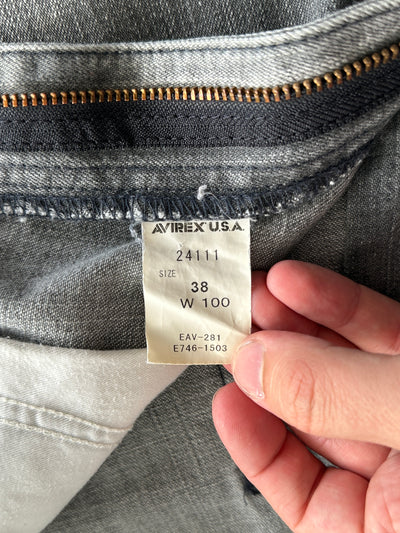 AVIREX U.S.A.
24111
SIZE
38
W 100
EAV-281
E746-1503